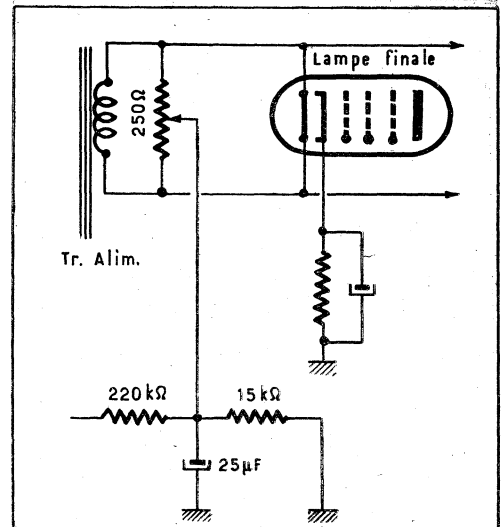 Lampe finale
250Ω
Tr. Alim.
220kΩ
15kΩ
25µF